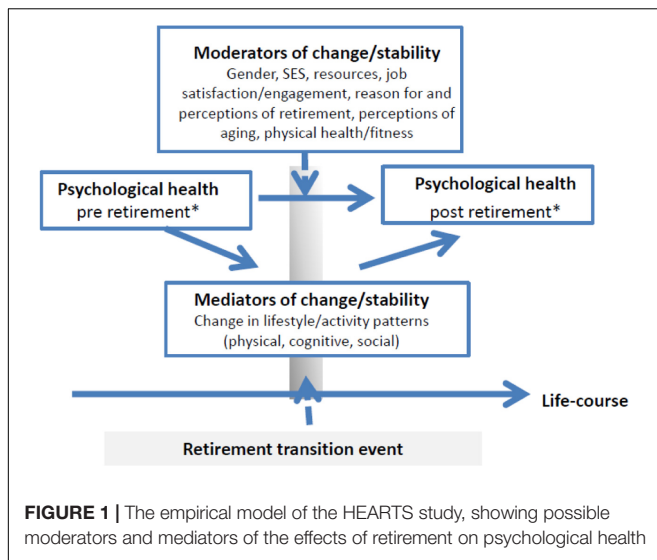 Moderators of change/stability
Gender, SES, resources, job
satisfaction/engagement, reason for and
perceptions of retirement, perceptions of
aging, physical health/fitness
Psychological health
pre retirement*
Psychological health
post retirement*
Mediators of change/stability
Change in lifestyle/activity patterns
(physical, cognitive, social)
Life-course
Retirement transition event
FIGURE 1 | The empirical model of the HEARTS study, showing possible
moderators and mediators of the effects of retirement on psychological health